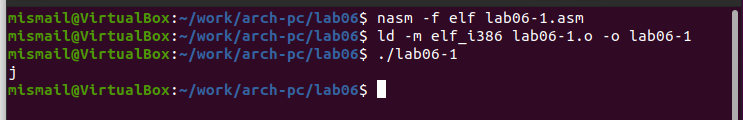 mismail@VirtualBox:~/work/arch-pc/lab06$ nasm -f elf lab06-1.asm
mismail@VirtualBox:~/work/arch-pc/lab06$ ld -m elf_i386 lab06-1.o -o lab06-1
mismail@VirtualBox:~/work/arch-pc/lab06$ ./lab06-1
j
mismail@VirtualBox:~/work/arch-pc/lab06$